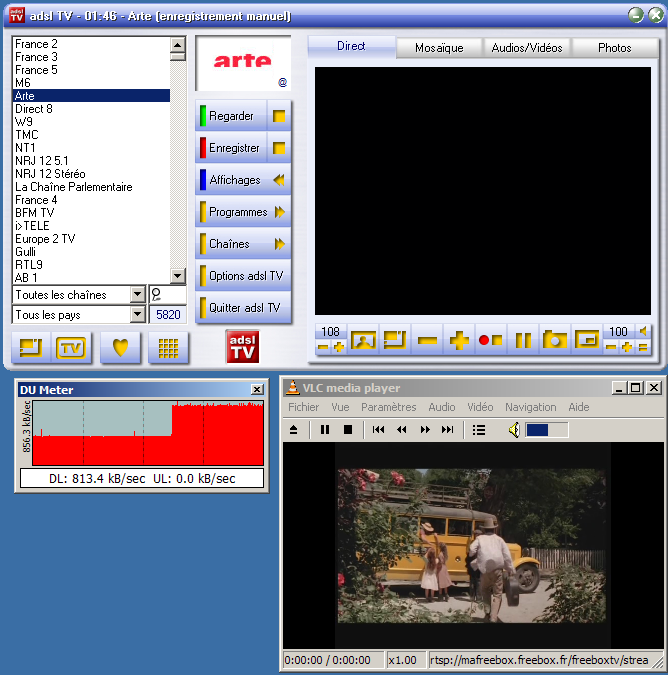 adsl TV - 01:46 - Arte (enregistrement manuel)
adsl TV
France 2
France 3
France 5
M6
Arte
Direct 8
W9
TMC
NT1
NRJ 12 5.1
NRJ 12 Stéréo
La Chaîne Parlementaire
France 4
BFM TV
i>TELE
Europe 2 TV
Gulli
RTL9
AB 1
Toutes les chaînes
Tous les pays
5820
TV
arte
@
Regarder
Enregistrer
Affichages
Programmes
Chaînes
Options adsl TV
Quitter adsl TV
adsl TV
Direct
Mosaïque
Audios/Vidéos
Photos
108
100
DU Meter
856.3 kB/sec
DL: 813.4 kB/sec UL: 0.0 kB/sec
VLC media player
Fichier Vue Paramètres Audio Vidéo Navigation Aide
0:00:00 / 0:00:00
x1.00
rtsp://mafreebox.freebox.fr/freeboxtv/strea